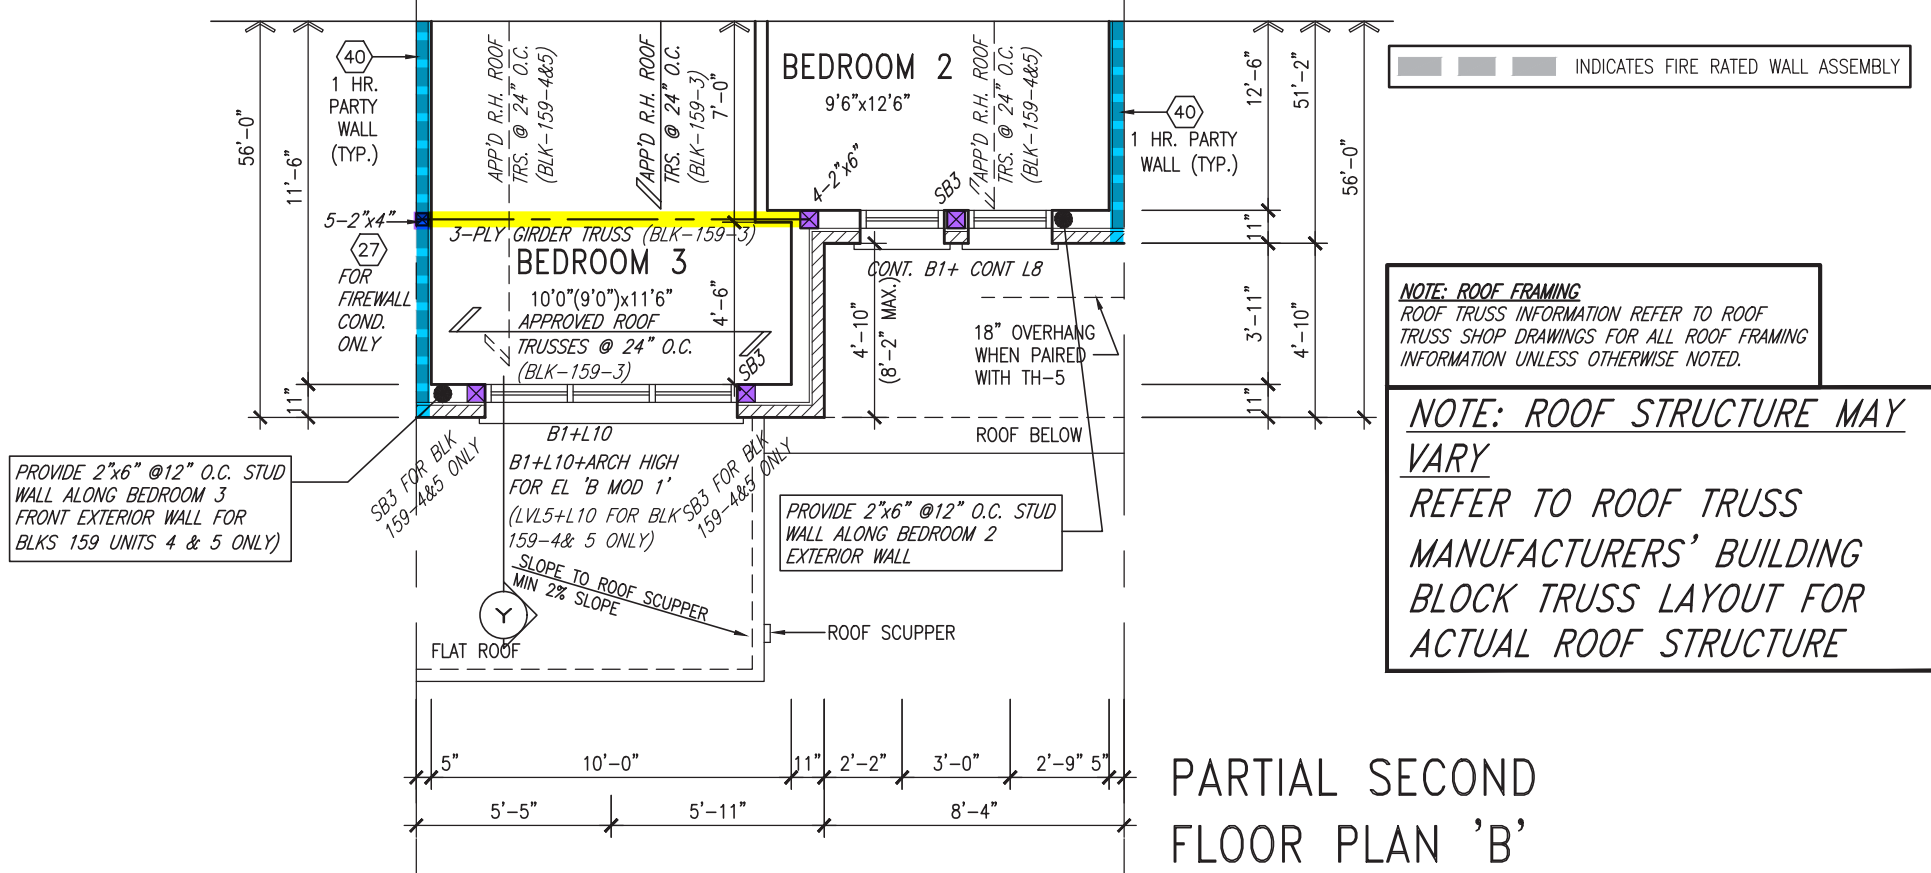 40
1 HR.
PARTY
WALL
(TYP.)
56'-0"
11'-6"
11"
5-2"x4"
27
FOR
FIREWALL
COND.
ONLY
APP'D R.H. ROOF
TRS. @ 24" O.C.
(BLK-159-4&5)
APP'D R.H. ROOF
TRS. @ 24" O.C.
(BLK-159-3)
7'-0"
BEDROOM 2
9'6"x12'6"
APP'D R.H. ROOF
TRS. @ 24" O.C.
(BLK-159-4&5)
4-2"x6"
SB3
40
1 HR. PARTY
WALL (TYP.)
12'-6"
51'-2"
56'-0"
11"
3'-11"
4'-10"
11"
INDICATES FIRE RATED WALL ASSEMBLY
3-PLY GIRDER TRUSS (BLK-159-3)
BEDROOM 3
10'0"(9'0")x11'6"
APPROVED ROOF
TRUSSES @ 24" O.C.
(BLK-159-3)
4'-6"
SB3
CONT. B1+ CONT L8
4'-10"
(8'-2" MAX.)
18" OVERHANG
WHEN PAIRED
WITH TH-5
ROOF BELOW
NOTE: ROOF FRAMING
ROOF TRUSS INFORMATION REFER TO ROOF
TRUSS SHOP DRAWINGS FOR ALL ROOF FRAMING
INFORMATION UNLESS OTHERWISE NOTED.
NOTE: ROOF STRUCTURE MAY
VARY
REFER TO ROOF TRUSS
MANUFACTURERS' BUILDING
BLOCK TRUSS LAYOUT FOR
ACTUAL ROOF STRUCTURE
PROVIDE 2"x6" @12" O.C. STUD
WALL ALONG BEDROOM 3
FRONT EXTERIOR WALL FOR
BLKS 159 UNITS 4 & 5 ONLY)
SB3 FOR BLK
159-4&5 ONLY
B1+L10
B1+L10+ARCH HIGH
FOR EL 'B MOD 1'
(LVL5+L10 FOR BLK
159-4& 5 ONLY)
SB3 FOR BLK
159-4&5 ONLY
PROVIDE 2"x6" @12" O.C. STUD
WALL ALONG BEDROOM 2
EXTERIOR WALL
SLOPE TO ROOF SCUPPER
MIN 2% SLOPE
Y
FLAT ROOF
ROOF SCUPPER
5"
10'-0"
11"
2'-2"
3'-0"
2'-9"
5"
5'-5"
5'-11"
8'-4"
PARTIAL SECOND
FLOOR PLAN 'B'